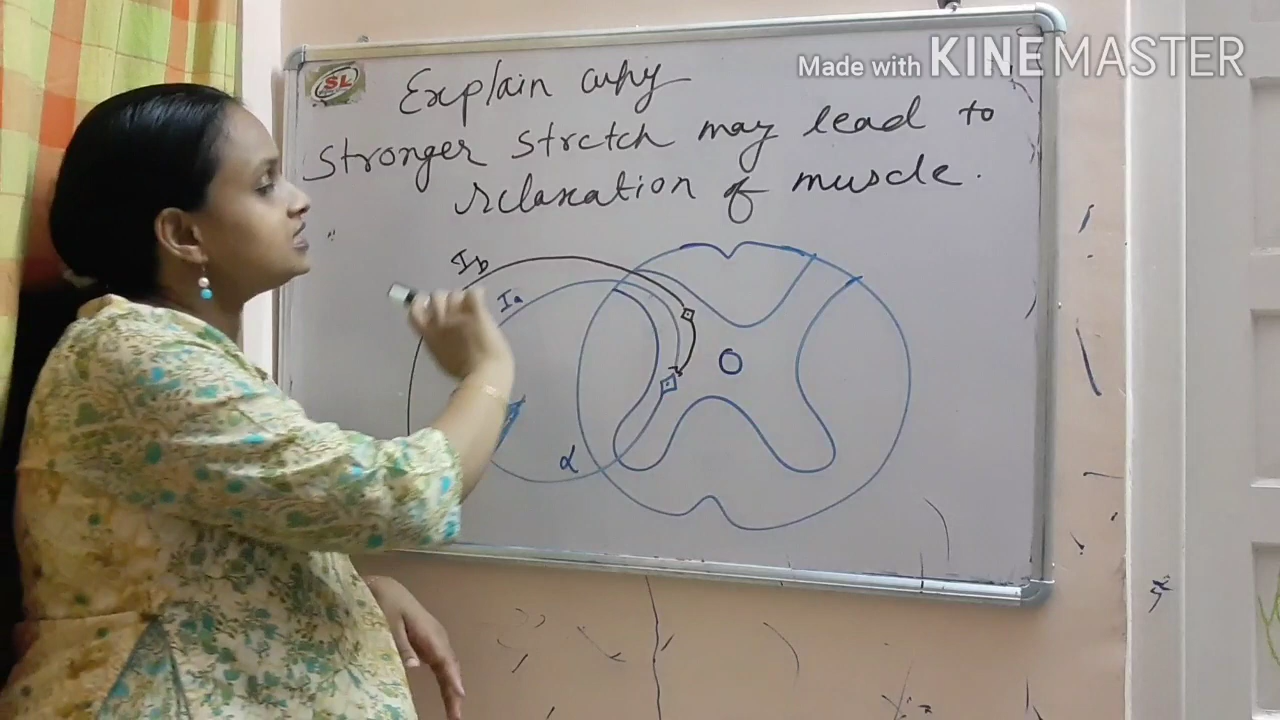 Made with KINEMASTER
SL
Explain why
stronger stretch may lead to
relaxation of muscle.
Ib
Ia
α